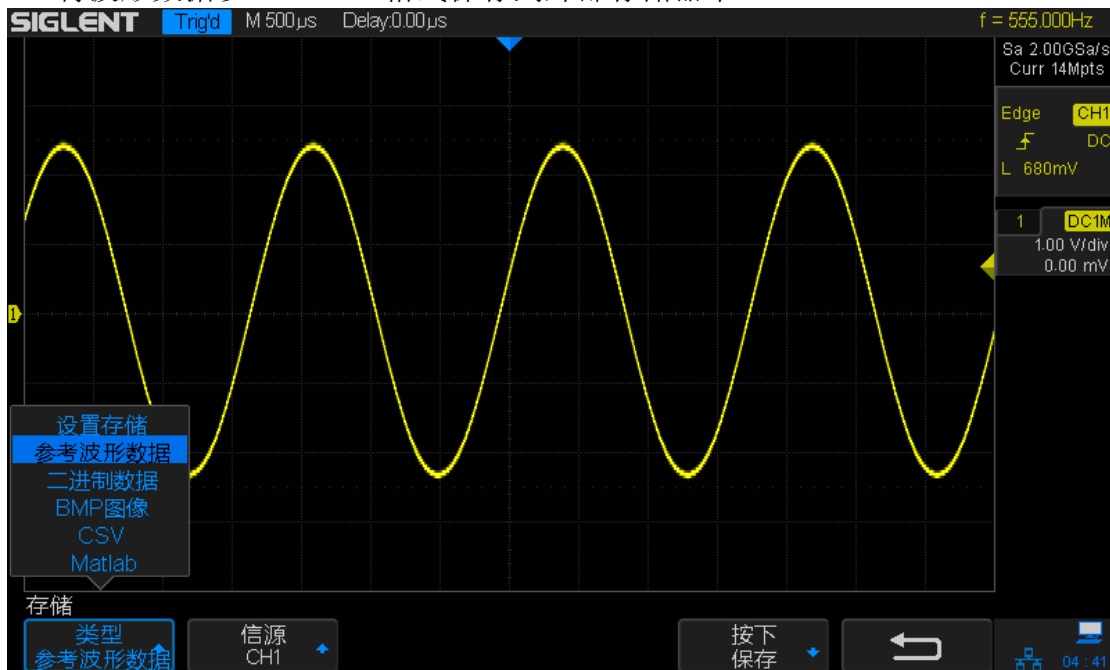 SIGLENT Trig'd M 500µs Delay:0.00µs f = 555.000Hz
Sa 2.00GSa/s
Curr 14Mpts
Edge CH1
DC
L 680mV
1 DC1M
1.00 V/div
0.00 mV
1
设置存储
参考波形数据
二进制数据
BMP图像
CSV
Matlab
存储
类型
参考波形数据
信源
CH1
按下
保存
04:41